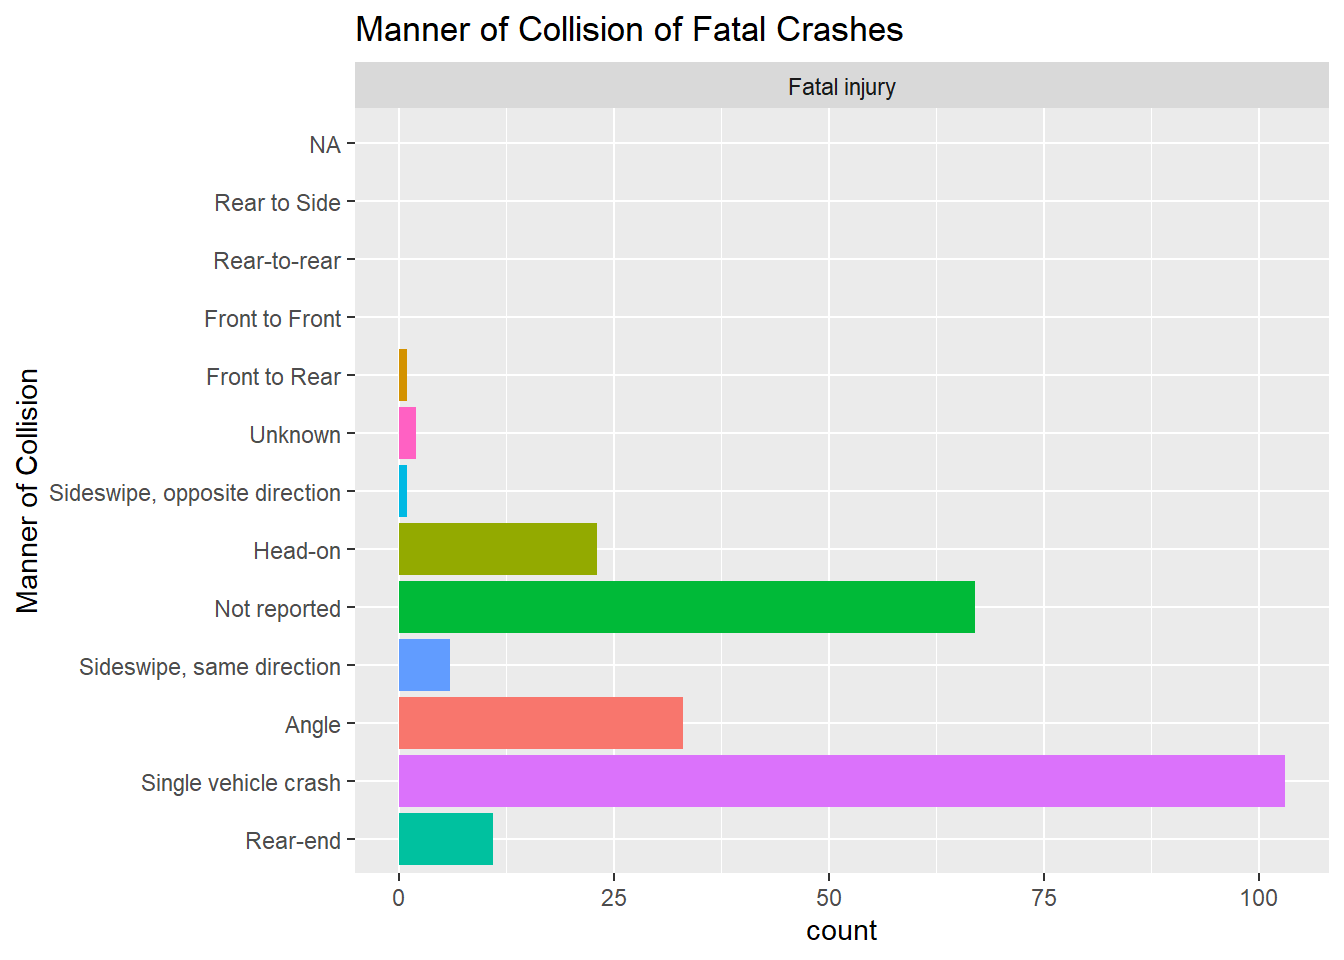 Manner of Collision of Fatal Crashes
Fatal injury
Manner of Collision
NA
Rear to Side
Rear-to-rear
Front to Front
Front to Rear
Unknown
Sideswipe, opposite direction
Head-on
Not reported
Sideswipe, same direction
Angle
Single vehicle crash
Rear-end
0 25 50 75 100
count